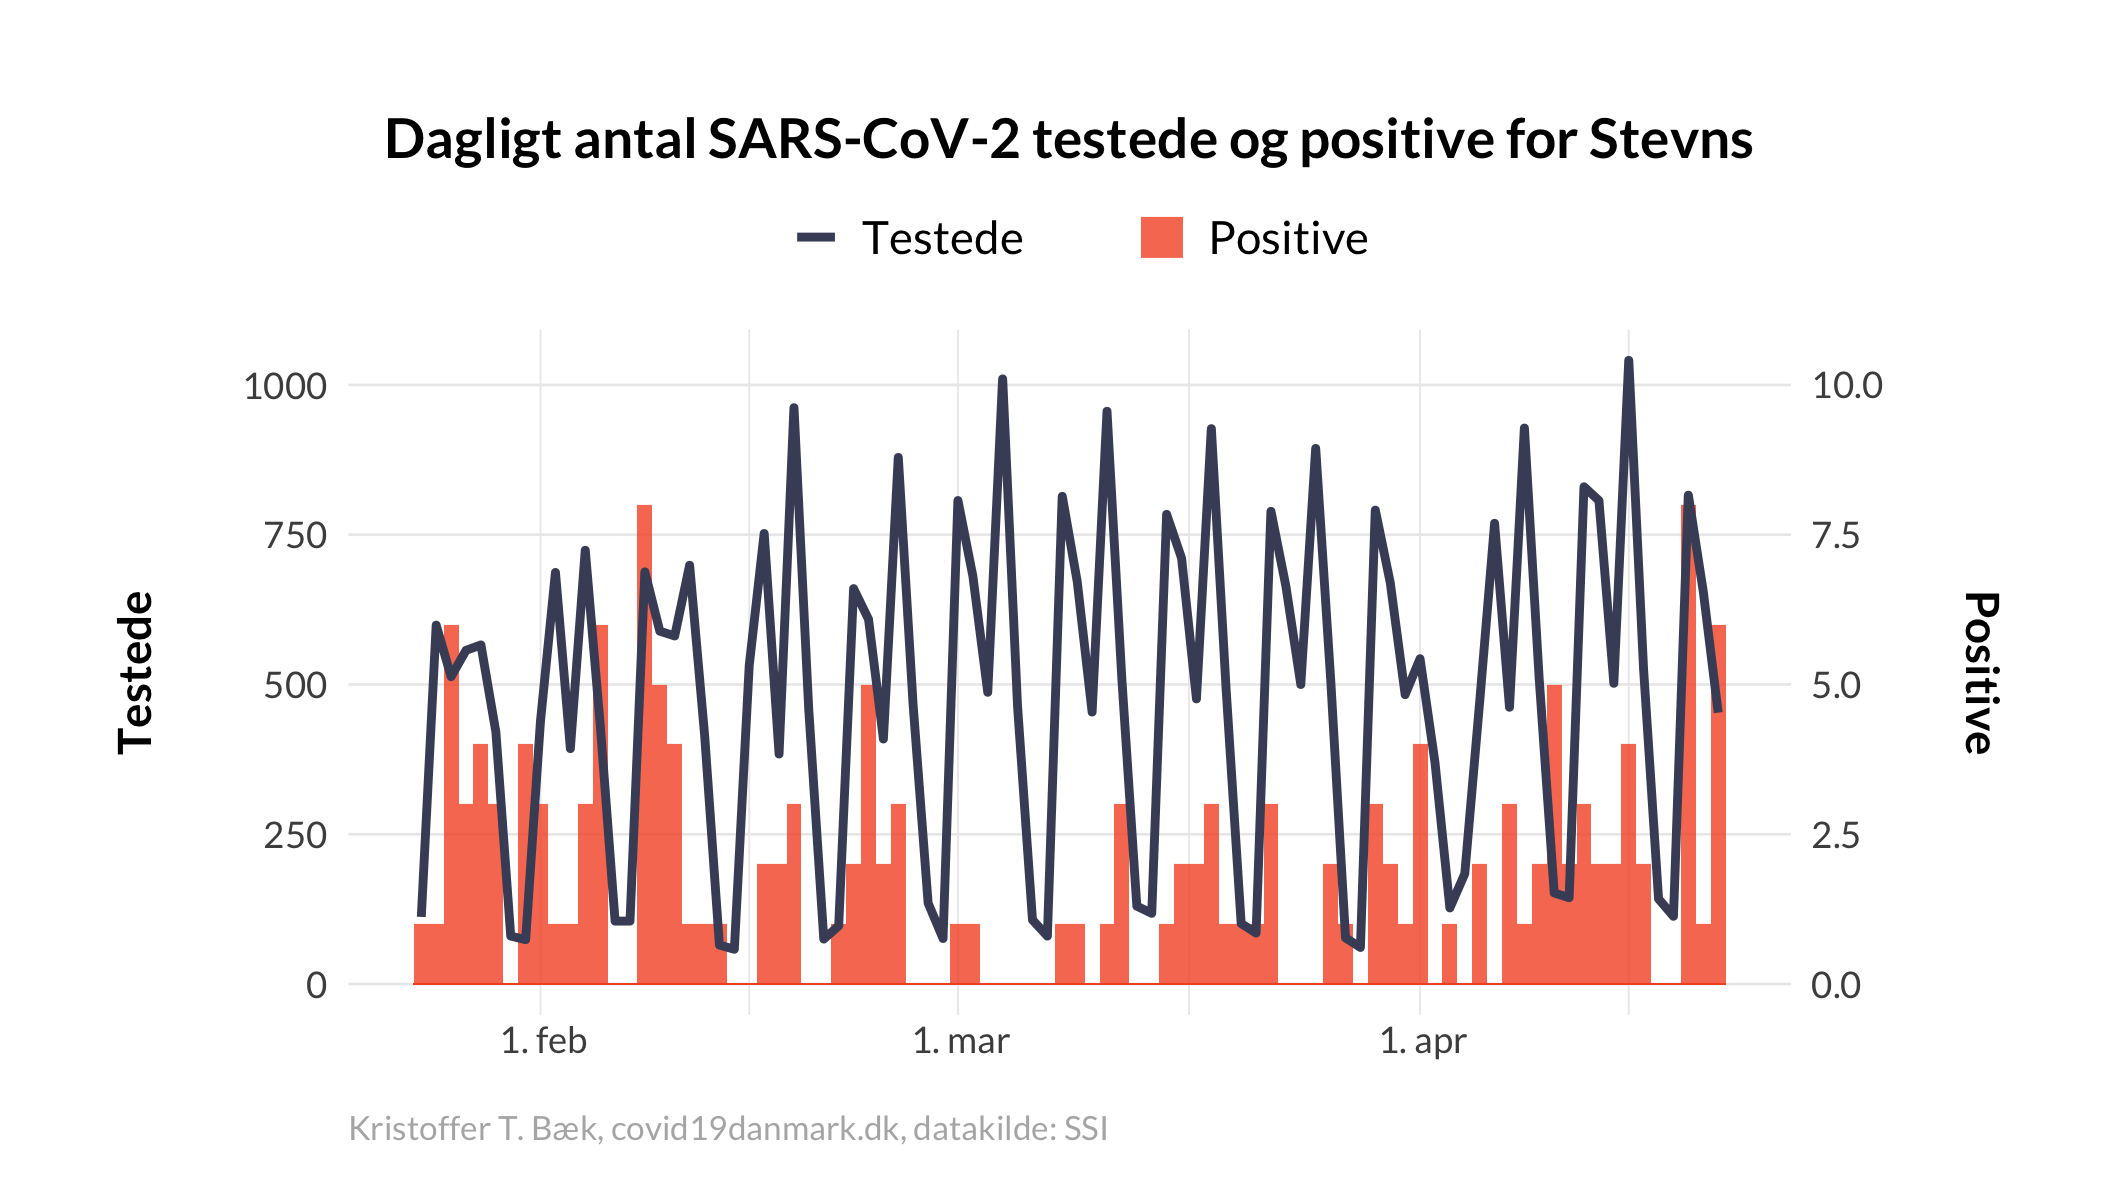 Dagligt antal SARS-CoV-2 testede og positive for Stevns
Testede
Positive
1000
750
500
250
0
10.0
7.5
5.0
2.5
0.0
Testede
Positive
1. feb
1. mar
1. apr
Kristoffer T. Bæk, covid19danmark.dk, datakilde: SSI